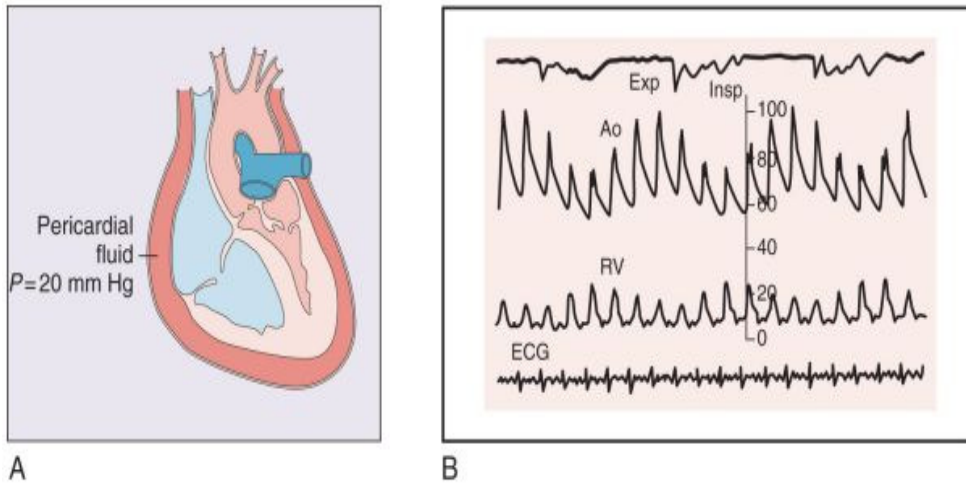 Pericardial
fluid
P=20 mm Hg
A
Exp
Insp
100
Ao
80
60
40
RV
20
0
ECG
B